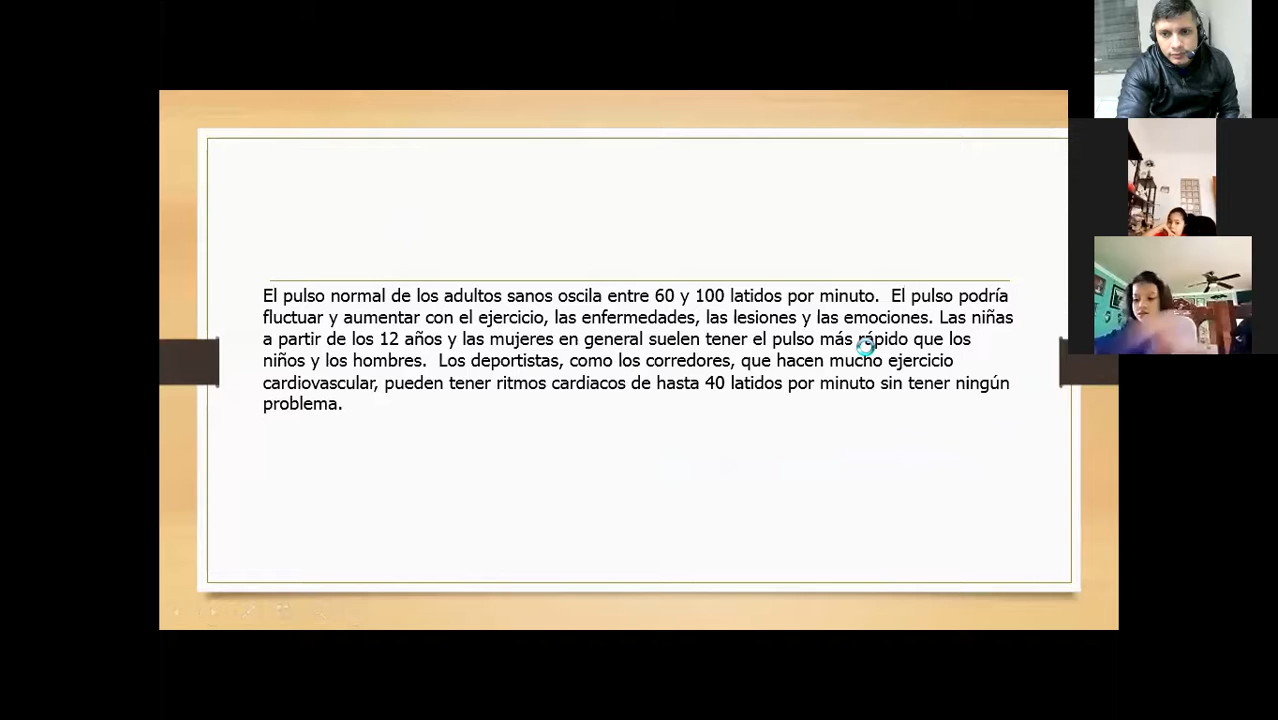 El pulso normal de los adultos sanos oscila entre 60 y 100 latidos por minuto.  El pulso podría
fluctuar y aumentar con el ejercicio, las enfermedades, las lesiones y las emociones. Las niñas
a partir de los 12 años y las mujeres en general suelen tener el pulso más rápido que los
niños y los hombres.  Los deportistas, como los corredores, que hacen mucho ejercicio
cardiovascular, pueden tener ritmos cardiacos de hasta 40 latidos por minuto sin tener ningún
problema.